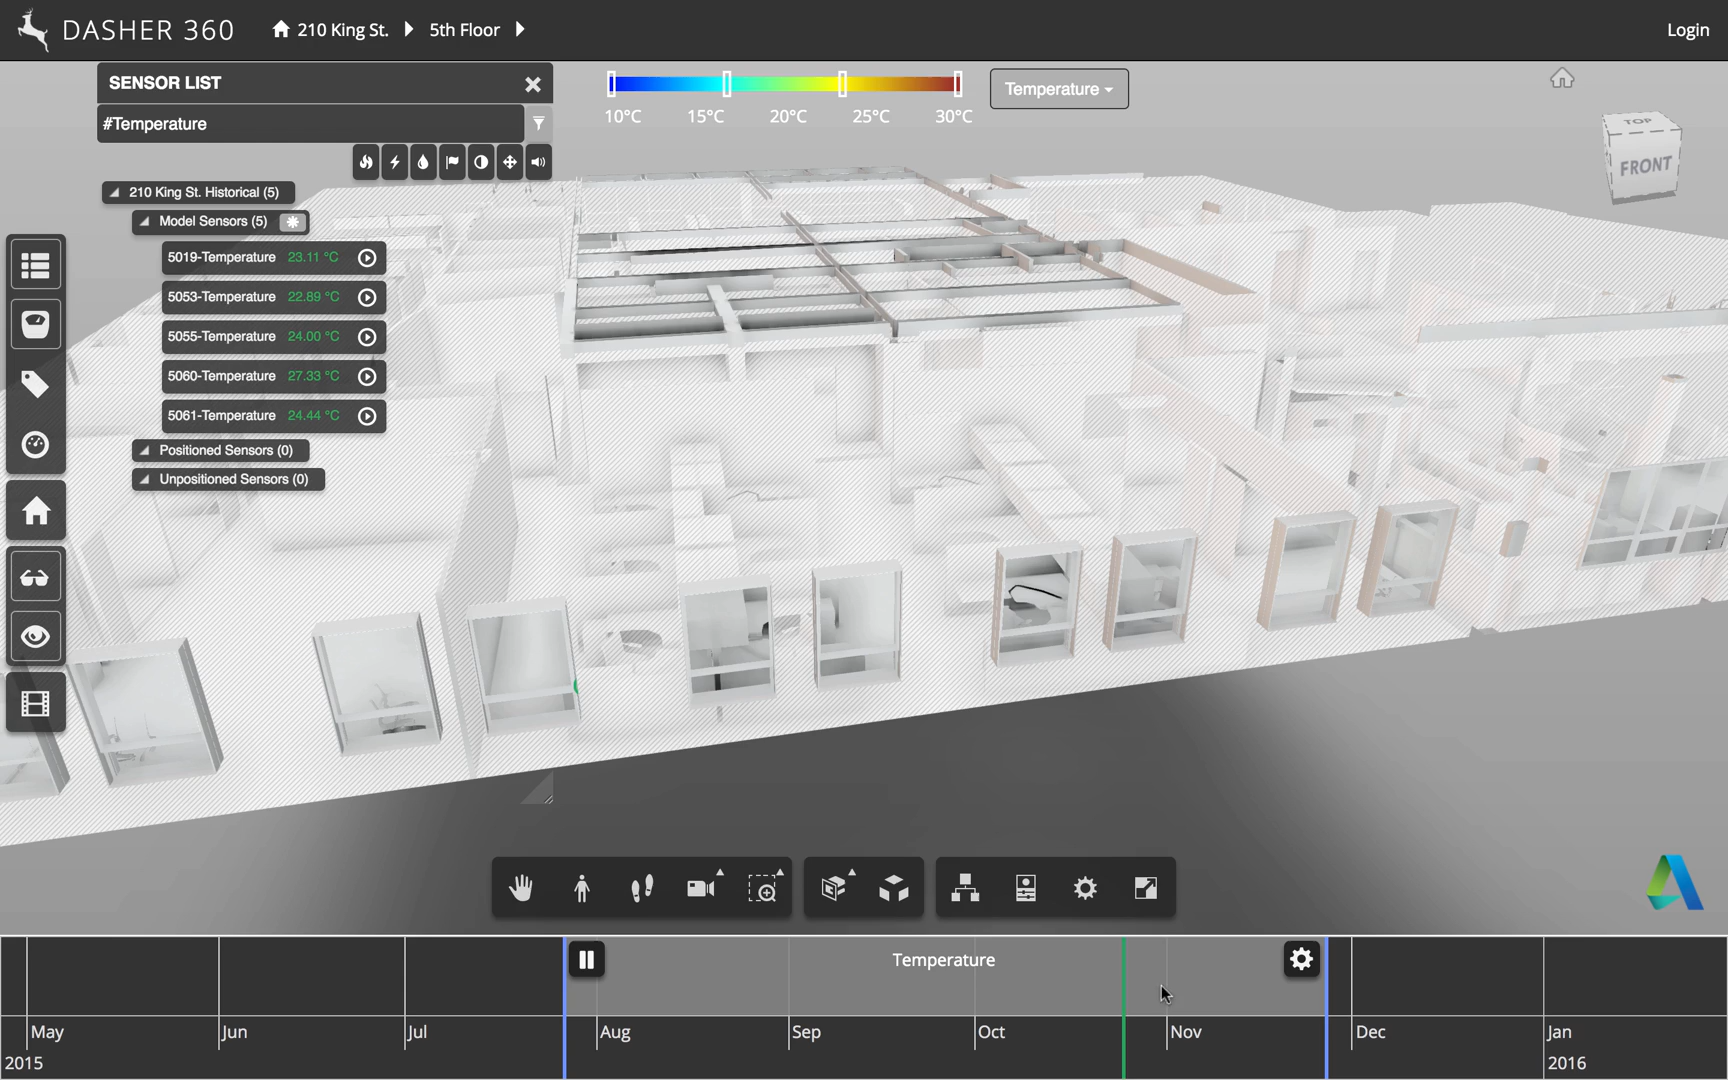 DASHER 360
210 King St.
5th Floor
Login
SENSOR LIST
#Temperature
10°C 15°C 20°C 25°C 30°C
Temperature
TOP
FRONT
210 King St. Historical (5)
Model Sensors (5)
5019-Temperature 23.11 °C
5053-Temperature 22.89 °C
5055-Temperature 24.00 °C
5060-Temperature 27.33 °C
5061-Temperature 24.44 °C
Positioned Sensors (0)
Unpositioned Sensors (0)
Temperature
May Jun Jul Aug Sep Oct Nov Dec Jan
2015 2016